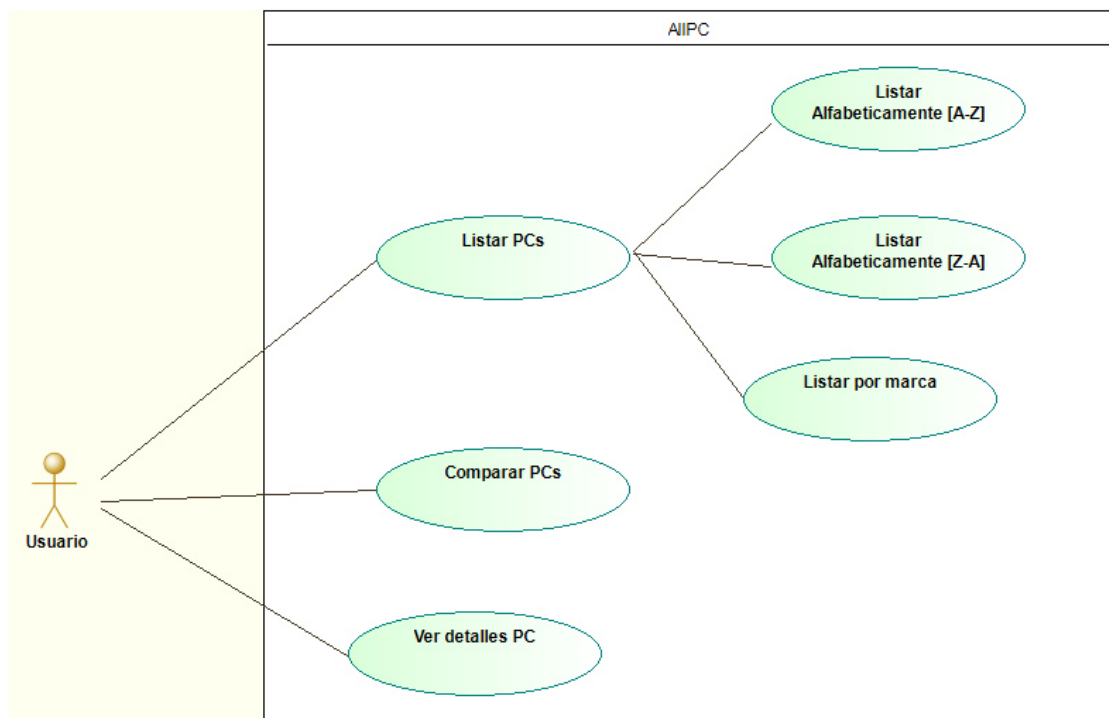 AllPC
Listar
Alfabeticamente [A-Z]
Listar PCs
Listar
Alfabeticamente [Z-A]
Listar por marca
Comparar PCs
Usuario
Ver detalles PC